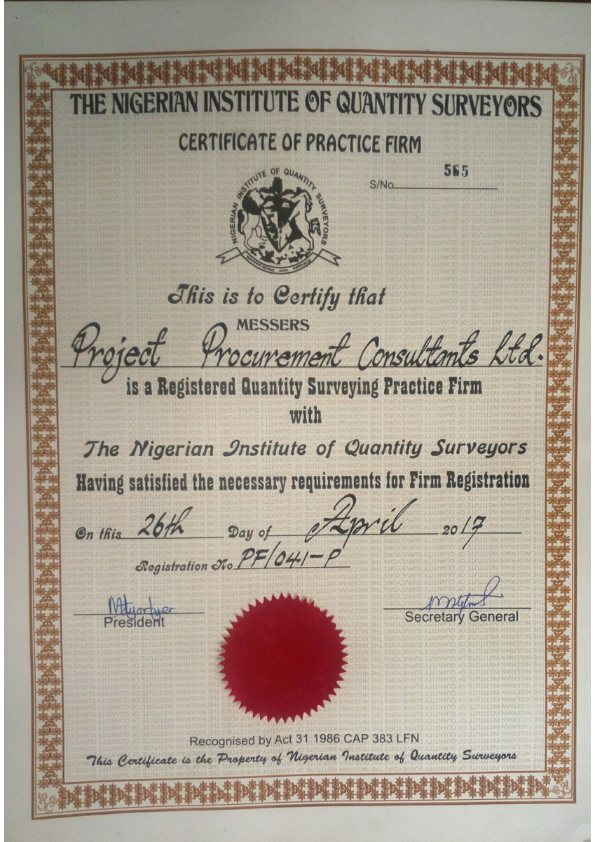 THE NIGERIAN INSTITUTE OF QUANTITY SURVEYORS
CERTIFICATE OF PRACTICE FIRM
S/No 565
NIGERIAN INSTITUTE OF QUANTITY SURVEYORS
This is to Certify that
MESSERS
Project Procurement Consultants Ltd.
is a Registered Quantity Surveying Practice Firm
with
The Nigerian Institute of Quantity Surveyors
Having satisfied the necessary requirements for Firm Registration
On this 26th Day of April 2017
Registration No PF/041-P
President Secretary General
Recognised by Act 31 1986 CAP 383 LFN
This Certificate is the Property of Nigerian Institute of Quantity Surveyors